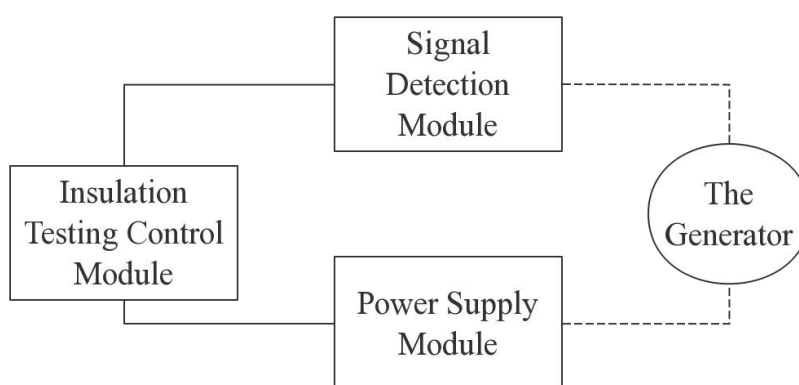 Signal
Detection
Module
Insulation
Testing Control
Module
The
Generator
Power Supply
Module